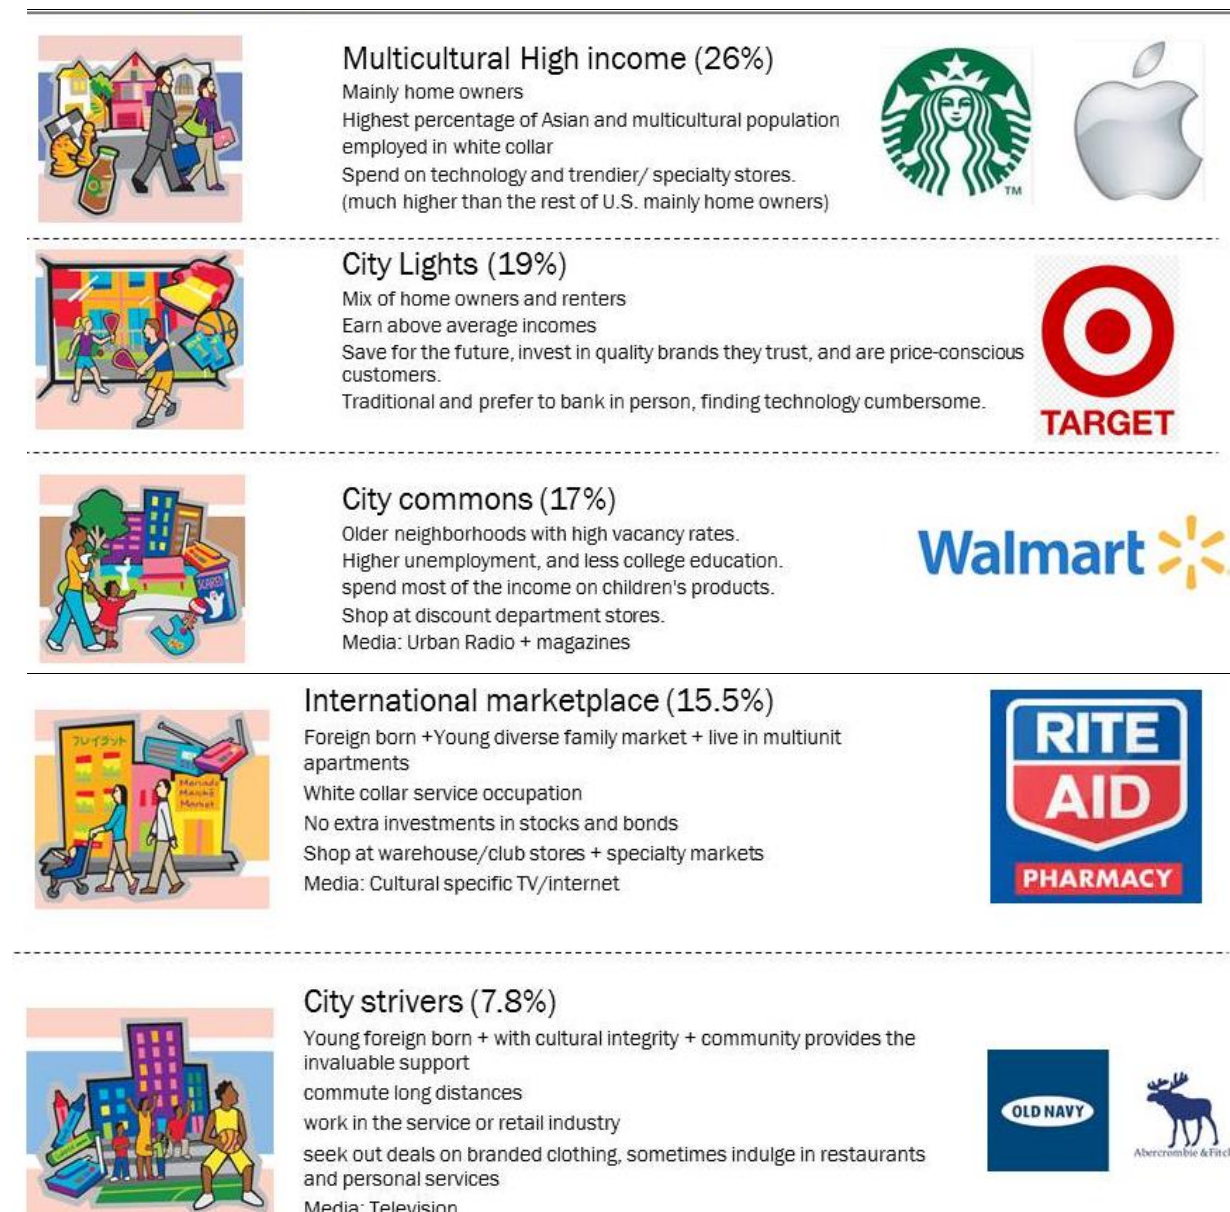 Multicultural High income (26%)
Mainly home owners
Highest percentage of Asian and multicultural population
employed in white collar
Spend on technology and trendier/ specialty stores.
(much higher than the rest of U.S. mainly home owners)
TM
City Lights (19%)
Mix of home owners and renters
Earn above average incomes
Save for the future, invest in quality brands they trust, and are price-conscious
customers.
Traditional and prefer to bank in person, finding technology cumbersome.
TARGET
City commons (17%)
Older neighborhoods with high vacancy rates.
Higher unemployment, and less college education.
spend most of the income on children's products.
Shop at discount department stores.
Media: Urban Radio + magazines
SCARED
Walmart
International marketplace (15.5%)
Foreign born +Young diverse family market + live in multiunit
apartments
White collar service occupation
No extra investments in stocks and bonds
Shop at warehouse/club stores + specialty markets
Media: Cultural specific TV/internet
Mercado
Marché
Market
RITE
AID
PHARMACY
City strivers (7.8%)
Young foreign born + with cultural integrity + community provides the
invaluable support
commute long distances
work in the service or retail industry
seek out deals on branded clothing, sometimes indulge in restaurants
and personal services
Media: Television
OLD NAVY
Abercrombie & Fitc